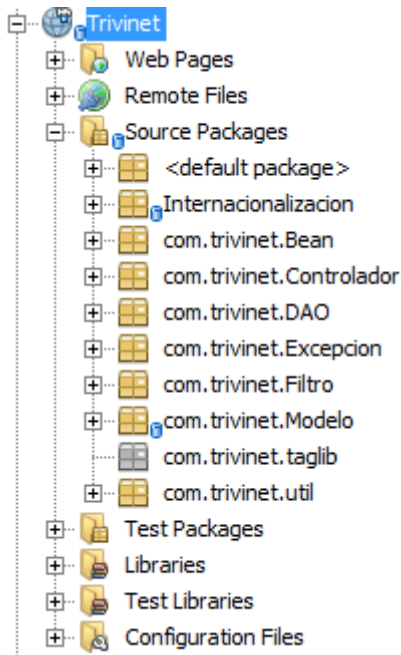 Trivinet
Web Pages
Remote Files
Source Packages
<default package>
Internacionalizacion
com.trivinet.Bean
com.trivinet.Controlador
com.trivinet.DAO
com.trivinet.Excepcion
com.trivinet.Filtro
com.trivinet.Modelo
com.trivinet.taglib
com.trivinet.util
Test Packages
Libraries
Test Libraries
Configuration Files